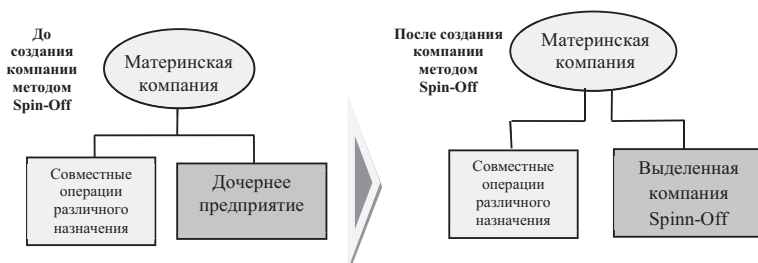 До
создания
компании
методом
Spin-Off
Материнская
компания
Совместные
операции
различного
назначения
Дочернее
предприятие
После создания
компании
методом
Spin-Off
Материнская
компания
Совместные
операции
различного
назначения
Выделенная
компания
Spinn-Off